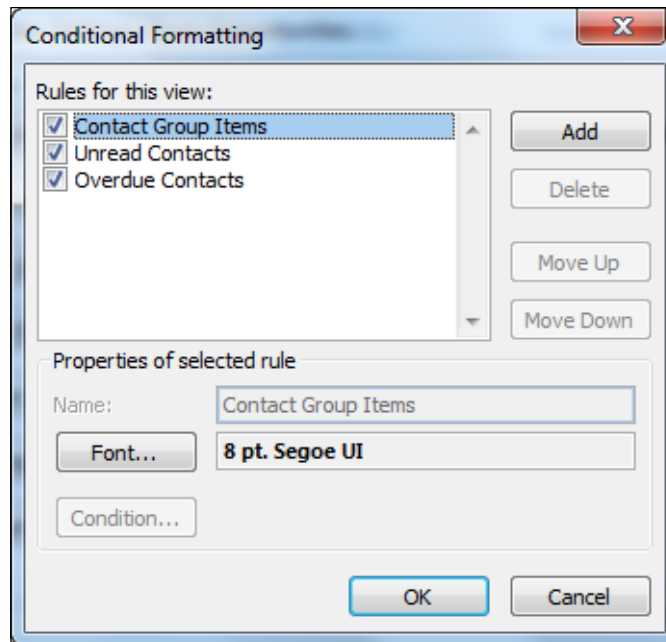 Conditional Formatting
Rules for this view:
Contact Group Items
Unread Contacts
Overdue Contacts
Add
Delete
Move Up
Move Down
Properties of selected rule
Name:
Contact Group Items
Font...
8 pt. Segoe UI
Condition...
OK
Cancel